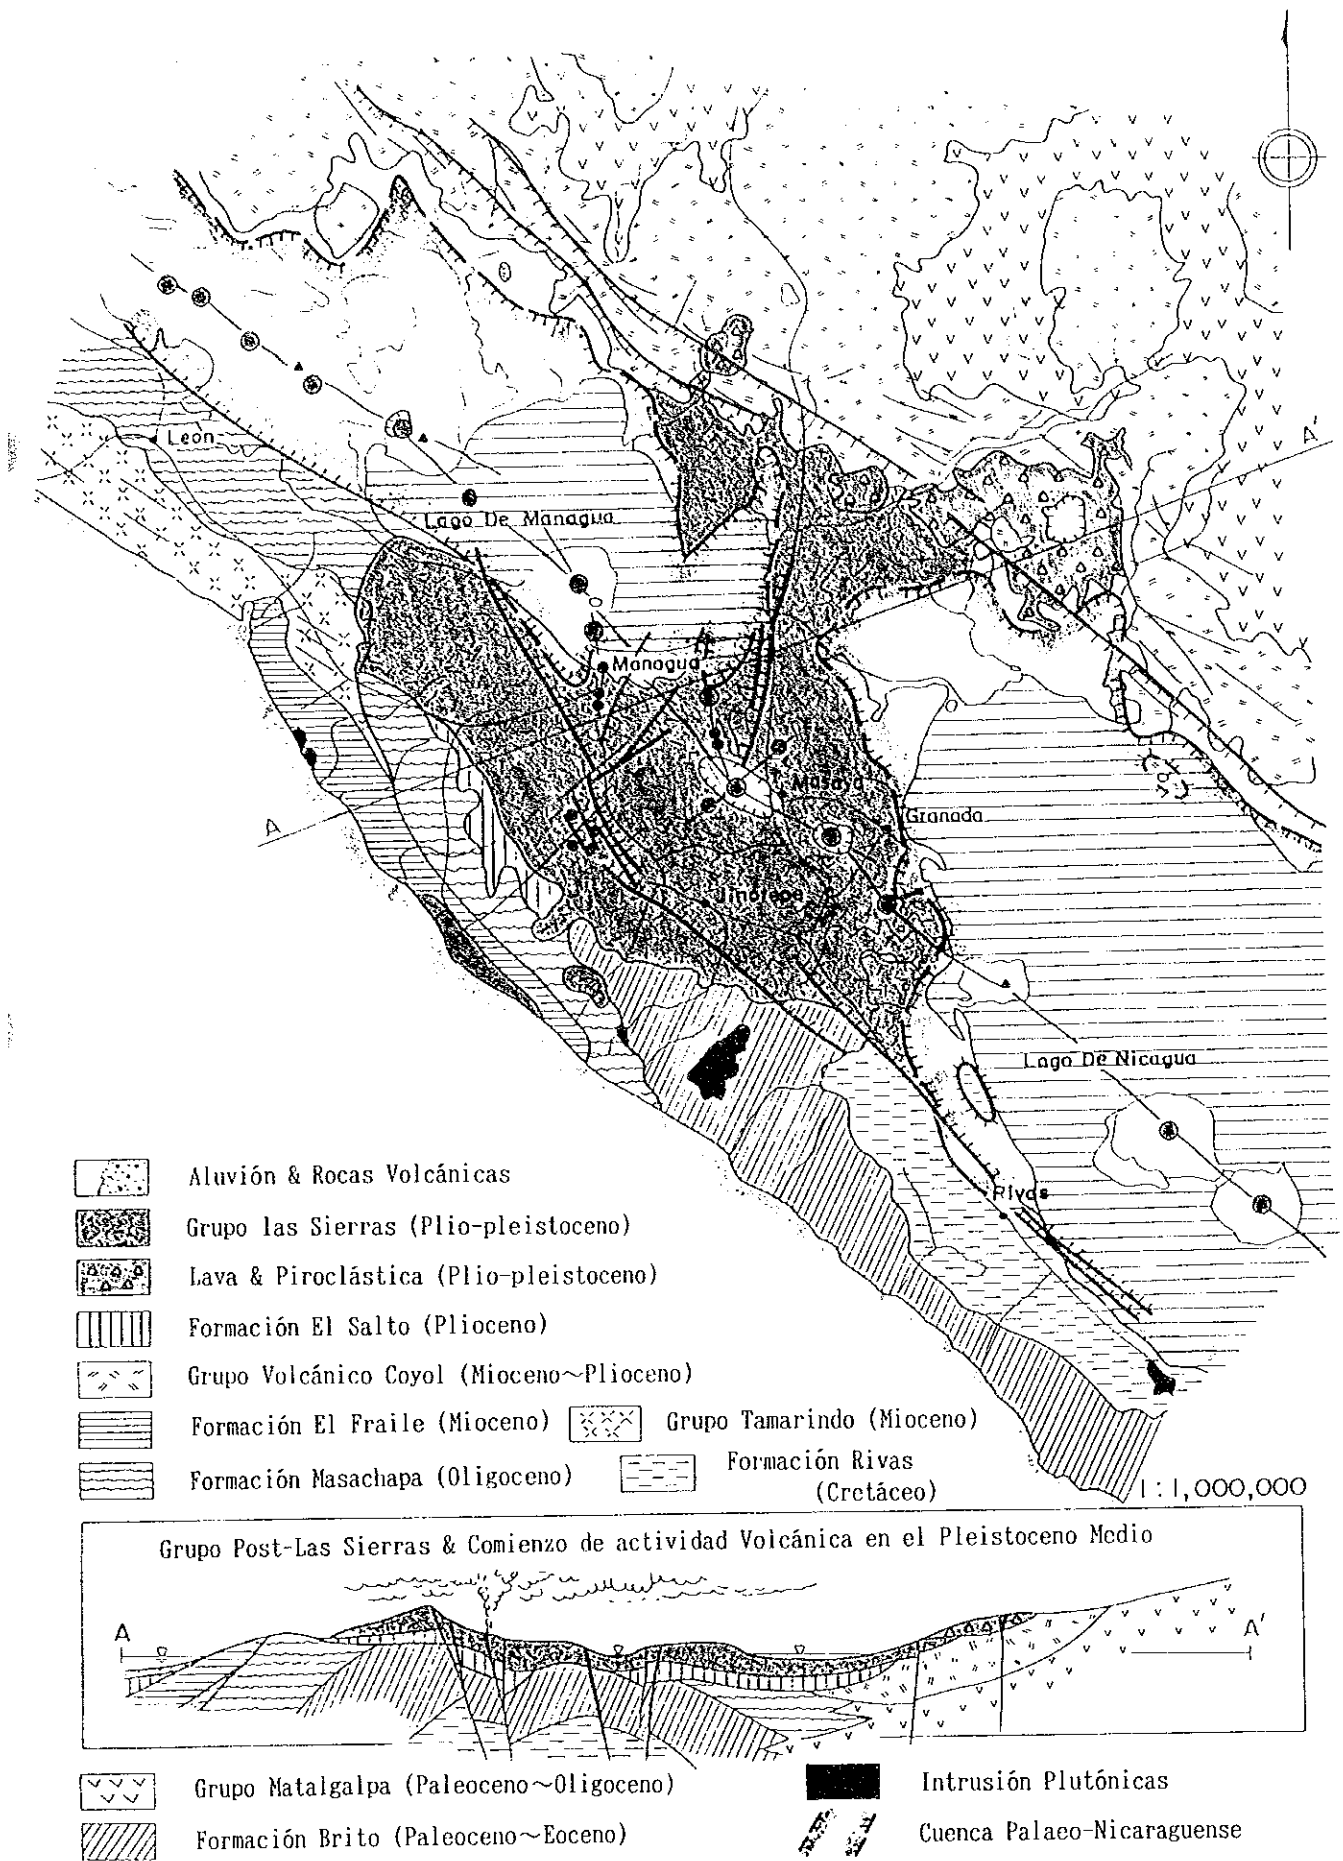 A'
León
Lago De Managua
Managua
Masaya
A
Granada
Jinotepe
Lago De Nicagua
Rivas
Aluvión & Rocas Volcánicas
Grupo las Sierras (Plio-pleistoceno)
Lava & Piroclástica (Plio-pleistoceno)
Formación El Salto (Plioceno)
Grupo Volcánico Coyol (Mioceno~Plioceno)
Formación El Fraile (Mioceno)
Grupo Tamarindo (Mioceno)
Formación Masachapa (Oligoceno)
Formación Rivas
(Cretáceo)
1:1,000,000
Grupo Post-Las Sierras & Comienzo de actividad Volcánica en el Pleistoceno Medio
A
A'
Grupo Matalgalpa (Paleoceno~Oligoceno)
Intrusión Plutónicas
Formación Brito (Paleoceno~Eoceno)
Cuenca Palaeo-Nicaraguense